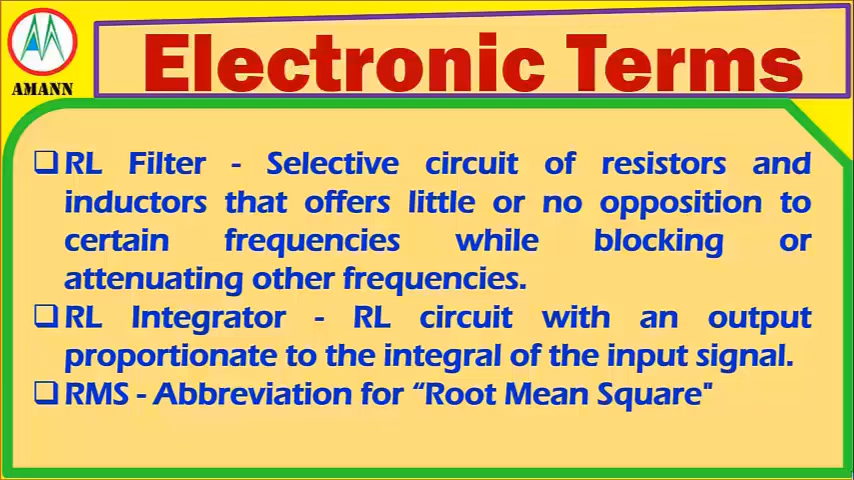 AMANN
Electronic Terms
❑RL Filter - Selective circuit of resistors and
inductors that offers little or no opposition to
certain frequencies while blocking or
attenuating other frequencies.
❑RL Integrator - RL circuit with an output
proportionate to the integral of the input signal.
❑RMS - Abbreviation for “Root Mean Square"